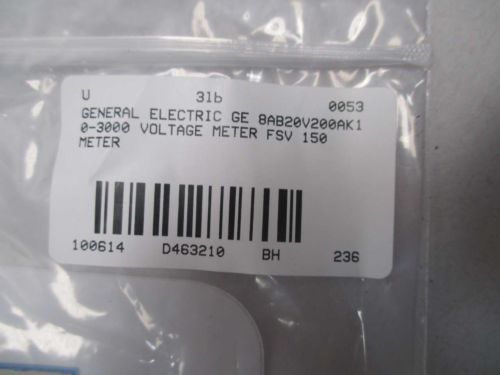 U 31b 0053
GENERAL ELECTRIC GE 8AB20V200AK1
0-3000 VOLTAGE METER FSV 150
METER
100614 D463210 BH 236